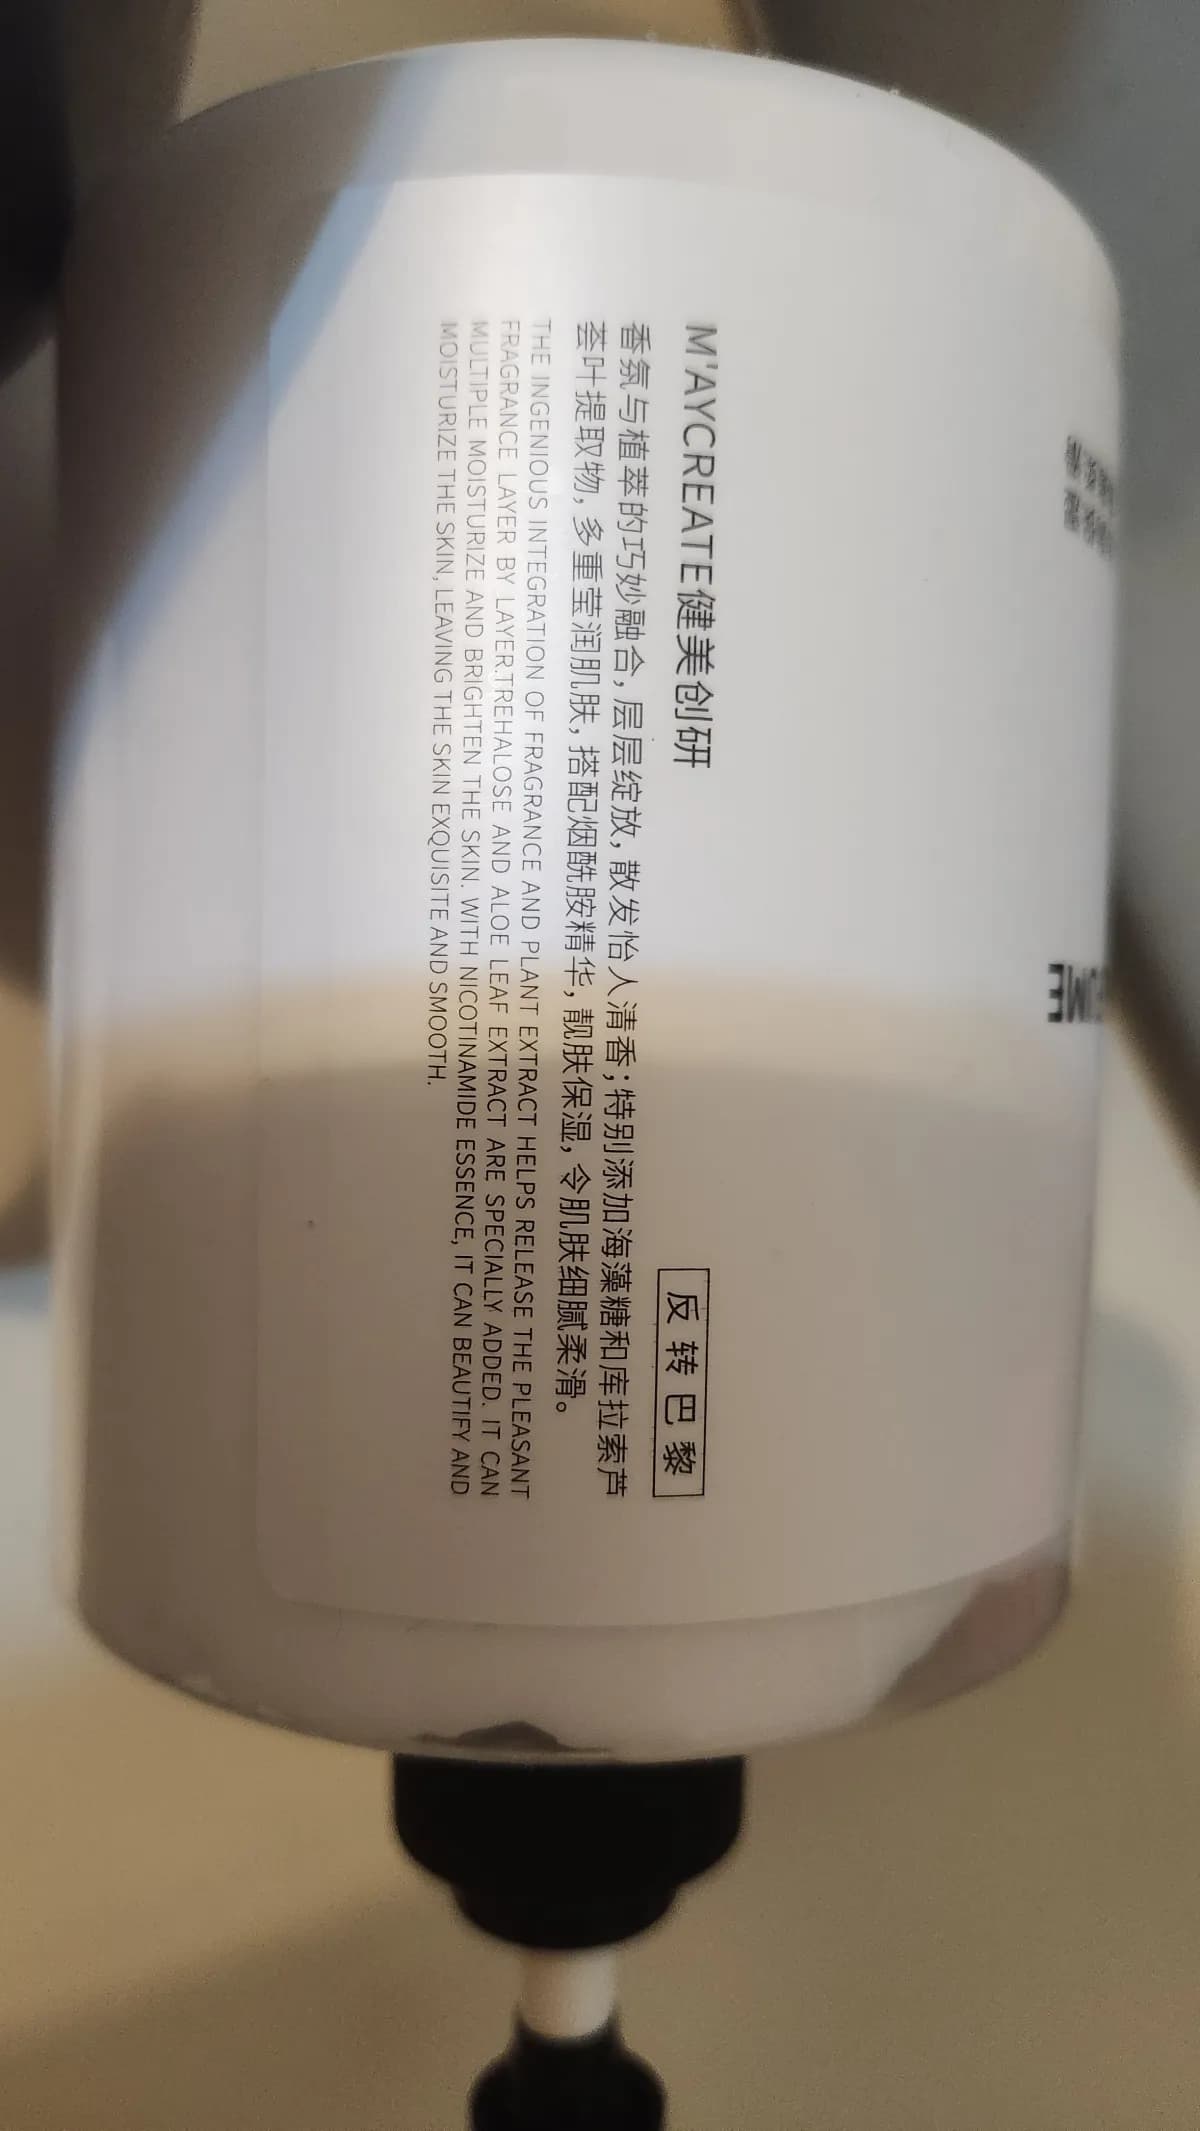 M'AYCREATE健美创研
反转巴黎
香氛与植萃的巧妙融合，层层绽放，散发怡人清香；特别添加海藻糖和库拉索芦
荟叶提取物，多重莹润肌肤，搭配烟酰胺精华，靓肤保湿，令肌肤细腻柔滑。
THE INGENIOUS INTEGRATION OF FRAGRANCE AND PLANT EXTRACT HELPS RELEASE THE PLEASANT
FRAGRANCE LAYER BY LAYER.TREHALOSE AND ALOE LEAF EXTRACT ARE SPECIALLY ADDED. IT CAN
MULTIPLE MOISTURIZE AND BRIGHTEN THE SKIN. WITH NICOTINAMIDE ESSENCE, IT CAN BEAUTIFY AND
MOISTURIZE THE SKIN, LEAVING THE SKIN EXQUISITE AND SMOOTH.